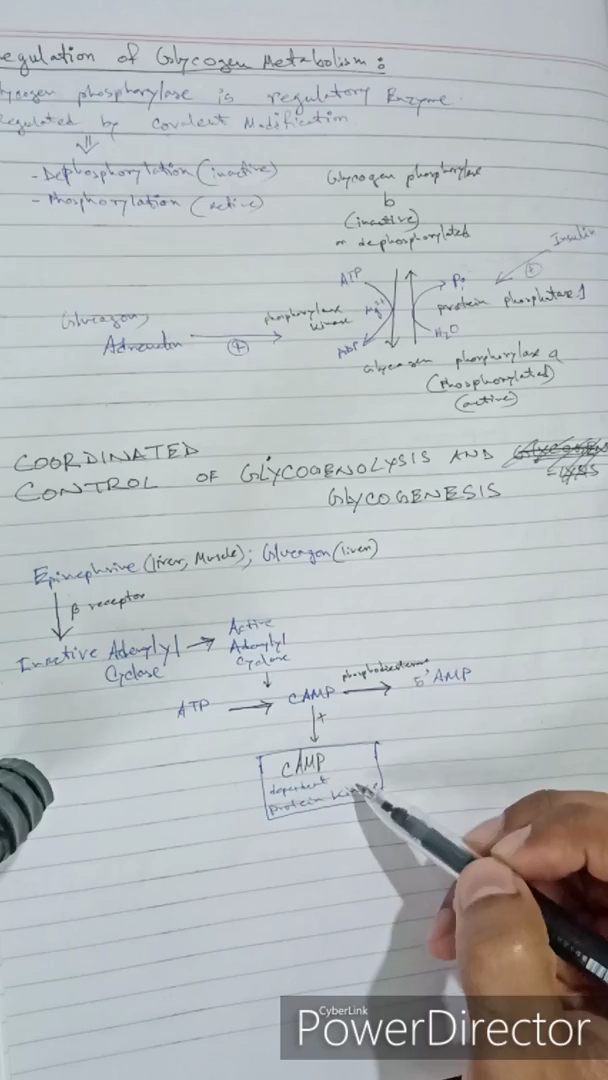 egulation of Glycogen Metabolism:
lycogen phosphorylase is regulatory Enzyme.
egulated by Covalent Modification
- Dephosphorylation (inactive)
- Phosphorylation (active)
Glycogen phosphorylase
b
(inactive)
or dephosphorylated
Insulin
+
ATP
Mg²⁺
ADP
Pi
protein phosphatase 1
H₂O
Glucagon,
Adrenalin
+
phosphorylase
kinase
Glycogen phosphorylase a
(Phosphorylated)
(active)
COORDINATED
CONTROL OF GLYCOGENOLYSIS AND
GLYCOGENESIS
Epinephrine (liver, Muscle); Glucagon (liver)
β receptor
Inactive Adenylyl
Cyclase
Active
Adenylyl
Cyclase
ATP
CAMP
phosphodiesterase
5'AMP
+
CAMP
dependent
Protein
CyberLink
PowerDirector